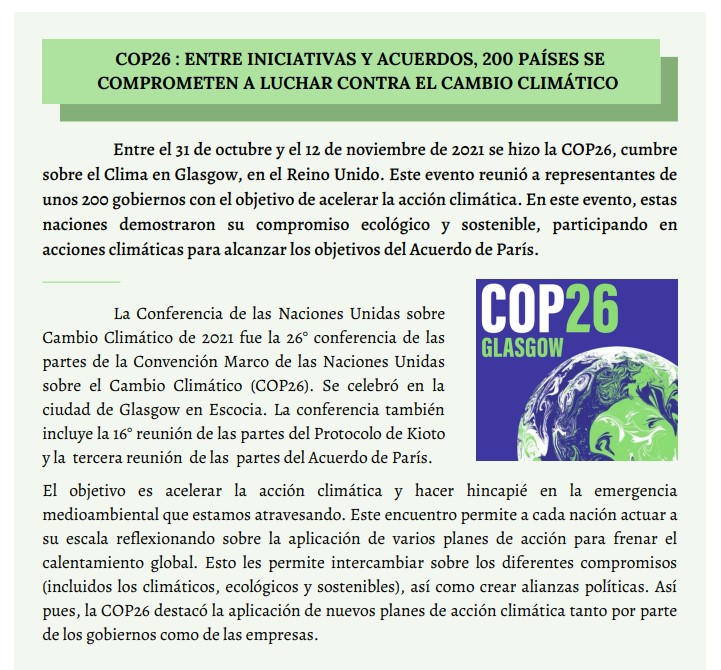 COP26 : ENTRE INICIATIVAS Y ACUERDOS, 200 PAÍSES SE
COMPROMETEN A LUCHAR CONTRA EL CAMBIO CLIMÁTICO
Entre el 31 de octubre y el 12 de noviembre de 2021 se hizo la COP26, cumbre
sobre el Clima en Glasgow, en el Reino Unido. Este evento reunió a representantes de
unos 200 gobiernos con el objetivo de acelerar la acción climática. En este evento, estas
naciones demostraron su compromiso ecológico y sostenible, participando en
acciones climáticas para alcanzar los objetivos del Acuerdo de París.
La Conferencia de las Naciones Unidas sobre
Cambio Climático de 2021 fue la 26° conferencia de las
partes de la Convención Marco de las Naciones Unidas
sobre el Cambio Climático (COP26). Se celebró en la
ciudad de Glasgow en Escocia. La conferencia también
incluye la 16° reunión de las partes del Protocolo de Kioto
y la tercera reunión de las partes del Acuerdo de París.
COP26
GLASGOW
El objetivo es acelerar la acción climática y hacer hincapié en la emergencia
medioambiental que estamos atravesando. Este encuentro permite a cada nación actuar a
su escala reflexionando sobre la aplicación de varios planes de acción para frenar el
calentamiento global. Esto les permite intercambiar sobre los diferentes compromisos
(incluidos los climáticos, ecológicos y sostenibles), así como crear alianzas políticas. Así
pues, la COP26 destacó la aplicación de nuevos planes de acción climática tanto por parte
de los gobiernos como de las empresas.